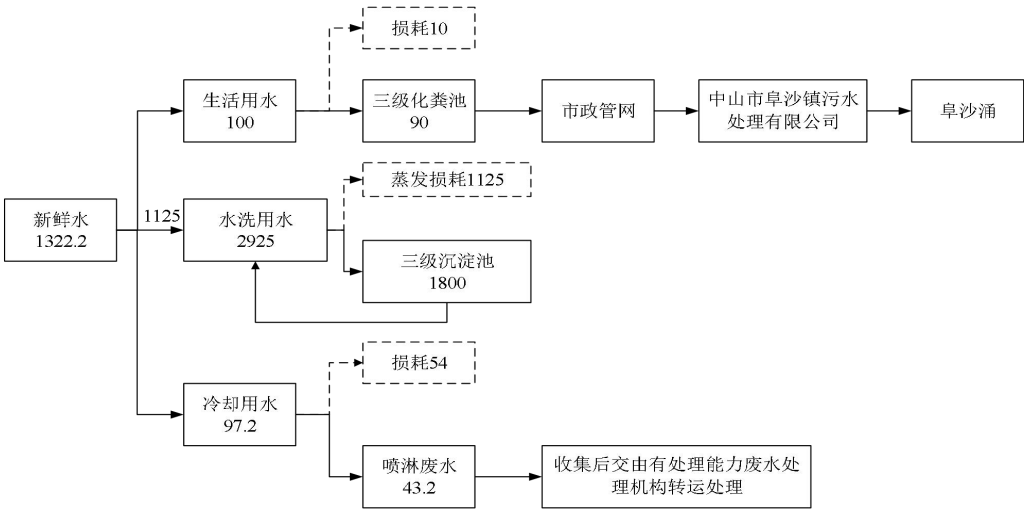 损耗10
生活用水
100
三级化粪池
90
市政管网
中山市阜沙镇污水
处理有限公司
阜沙涌
蒸发损耗1125
新鲜水
1322.2
1125
水洗用水
2925
三级沉淀池
1800
损耗54
冷却用水
97.2
喷淋废水
43.2
收集后交由有处理能力废水处
理机构转运处理